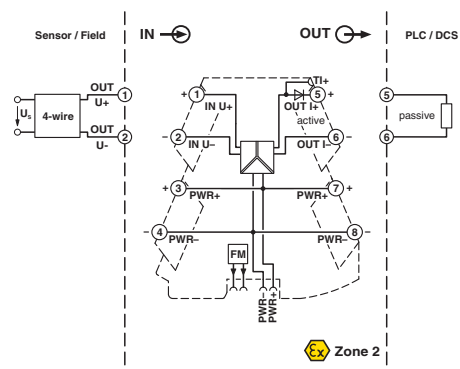 Sensor / Field
IN
OUT
PLC / DCS
OUT
U+
1
+ 1
IN U+
TI+
5 +
OUT I+
active
5
Us
4-wire
passive
OUT
U-
2
– 2
IN U–
6 –
OUT I–
6
+ 3
PWR+
7 +
PWR+
– 4
PWR–
8 –
PWR–
FM
PWR–
PWR+
Ex Zone 2